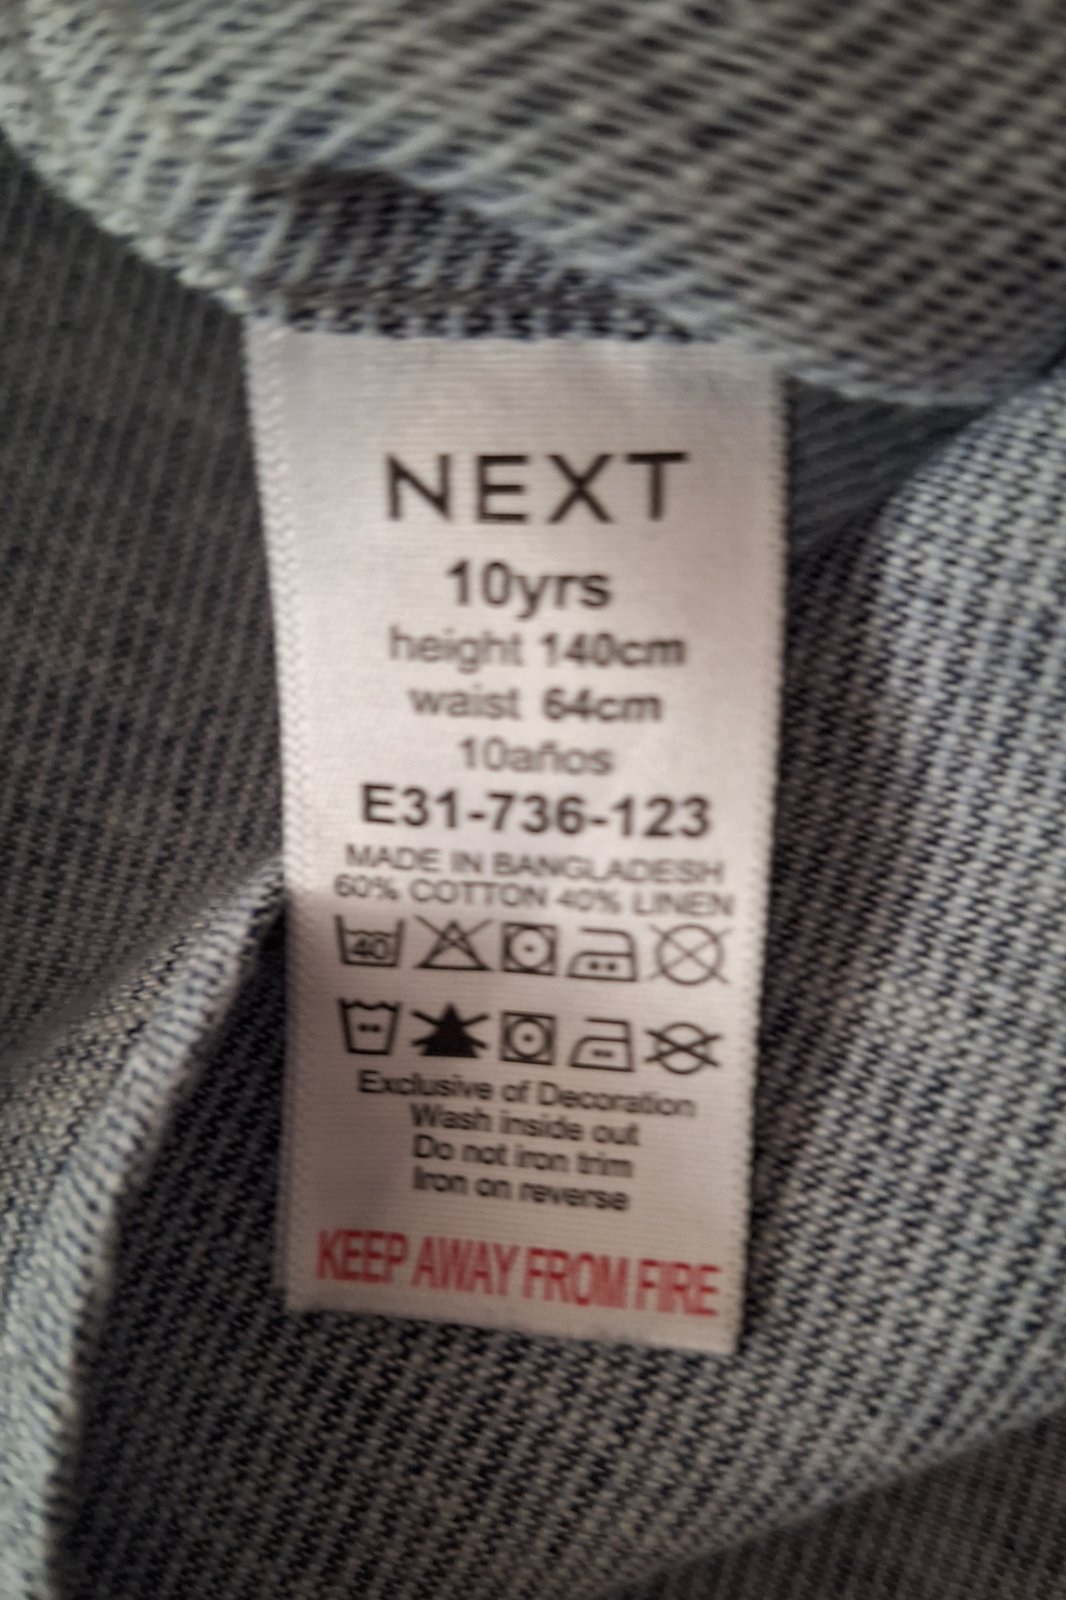 NEXT
10yrs
height 140cm
waist 64cm
10años
E31-736-123
MADE IN BANGLADESH
60% COTTON 40% LINEN
40
Exclusive of Decoration
Wash inside out
Do not iron trim
Iron on reverse
KEEP AWAY FROM FIRE